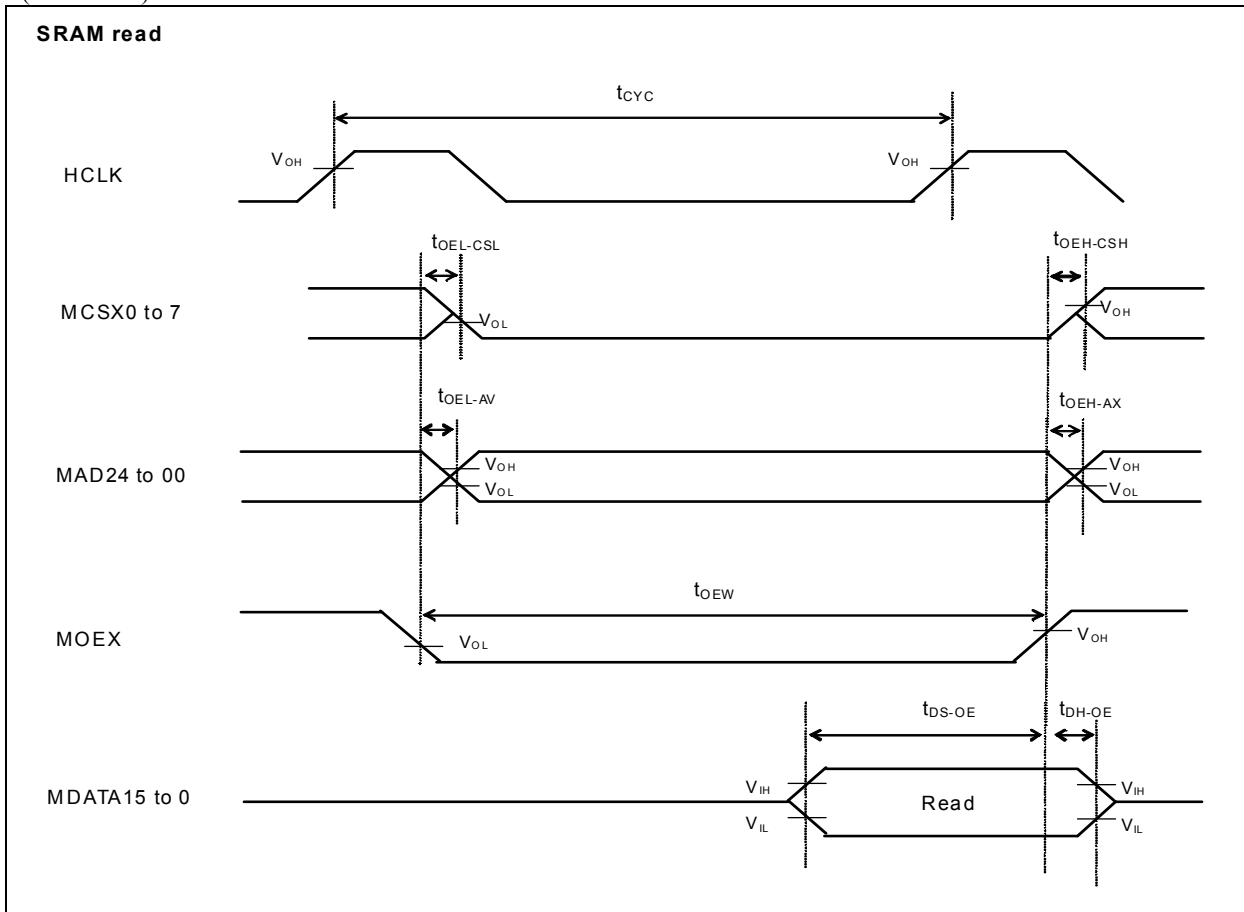 SRAM read
tCYC
VOH
VOH
HCLK
tOEL-CSL
tOEH-CSH
MCSX0 to 7
VOL
VOH
tOEL-AV
tOEH-AX
MAD24 to 00
VOH
VOL
VOH
VOL
tOEW
MOEX
VOL
VOH
tDS-OE
tDH-OE
MDATA15 to 0
VIH
VIL
Read
VIH
VIL